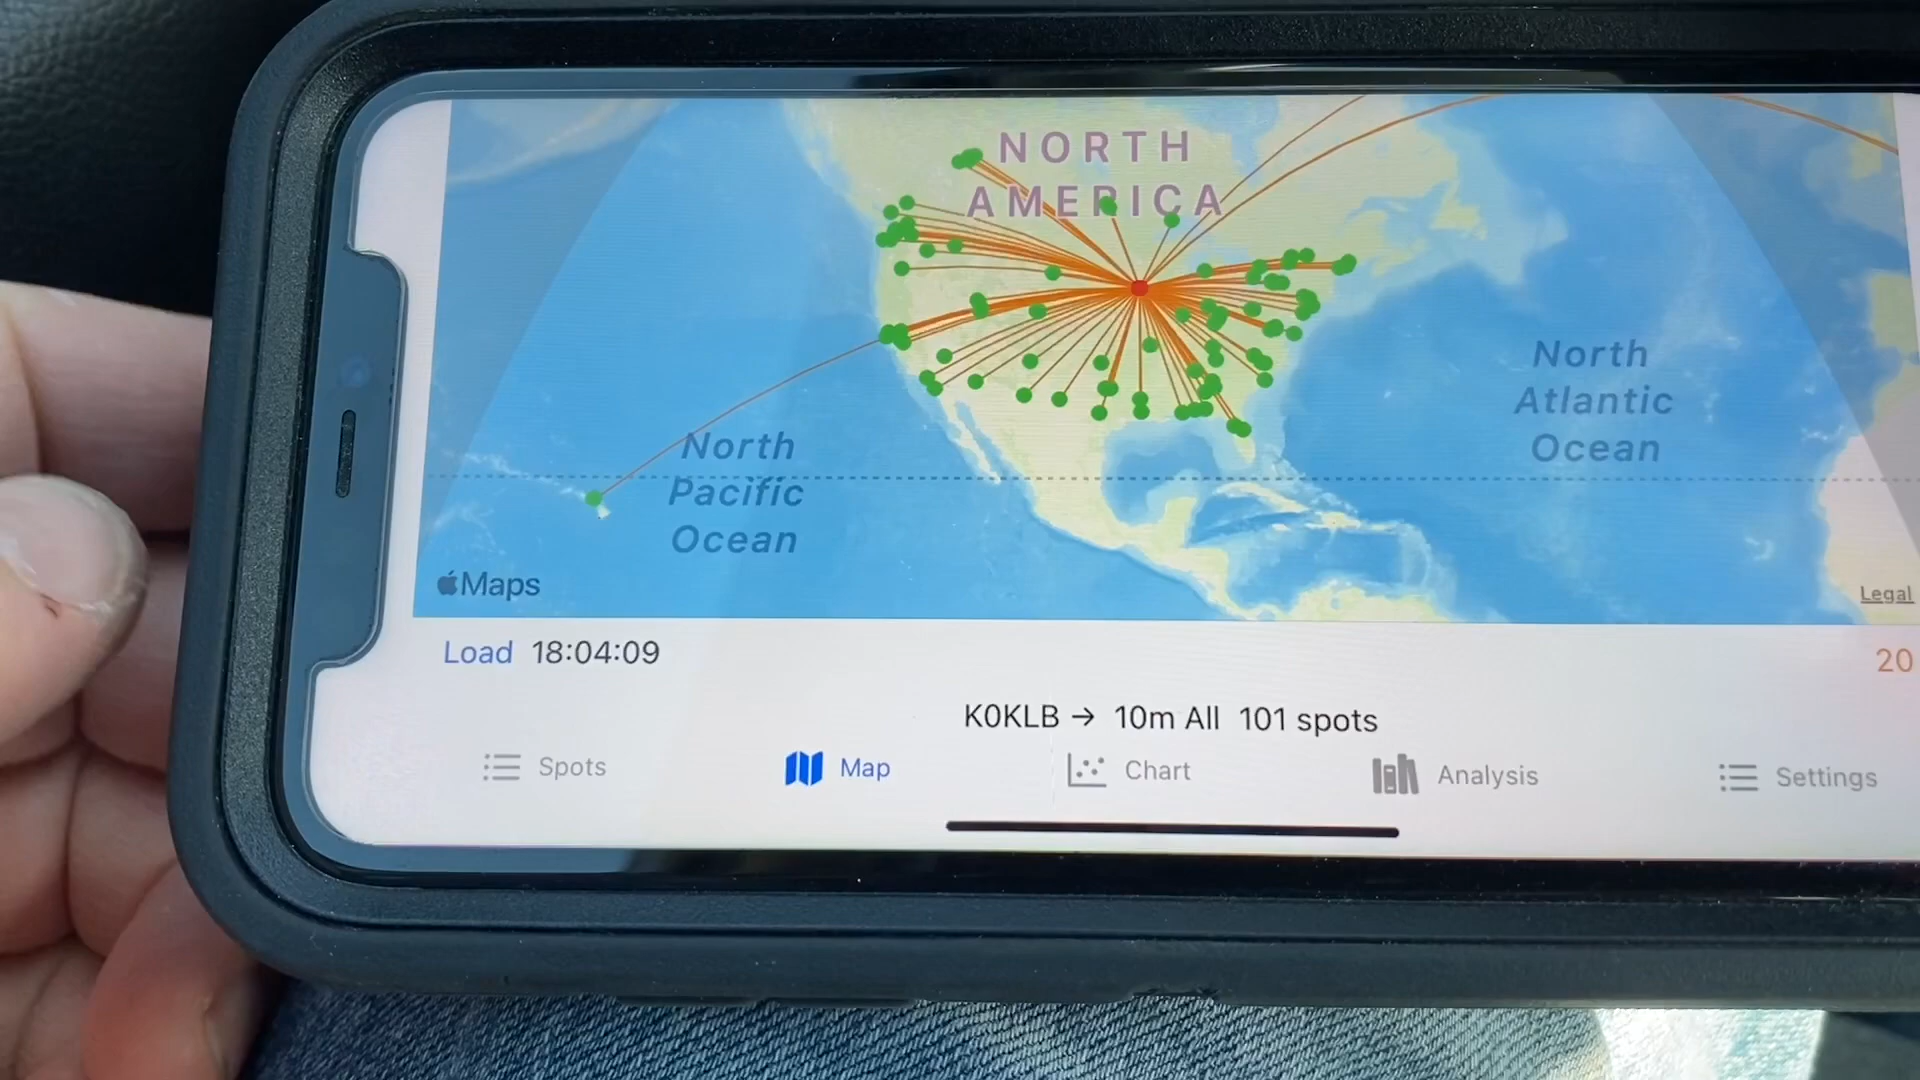 NORTH
AMERICA
North
Pacific
Ocean
North
Atlantic
Ocean
Maps
Legal
Load 18:04:09
20
K0KLB → 10m All 101 spots
Spots
Map
Chart
Analysis
Settings